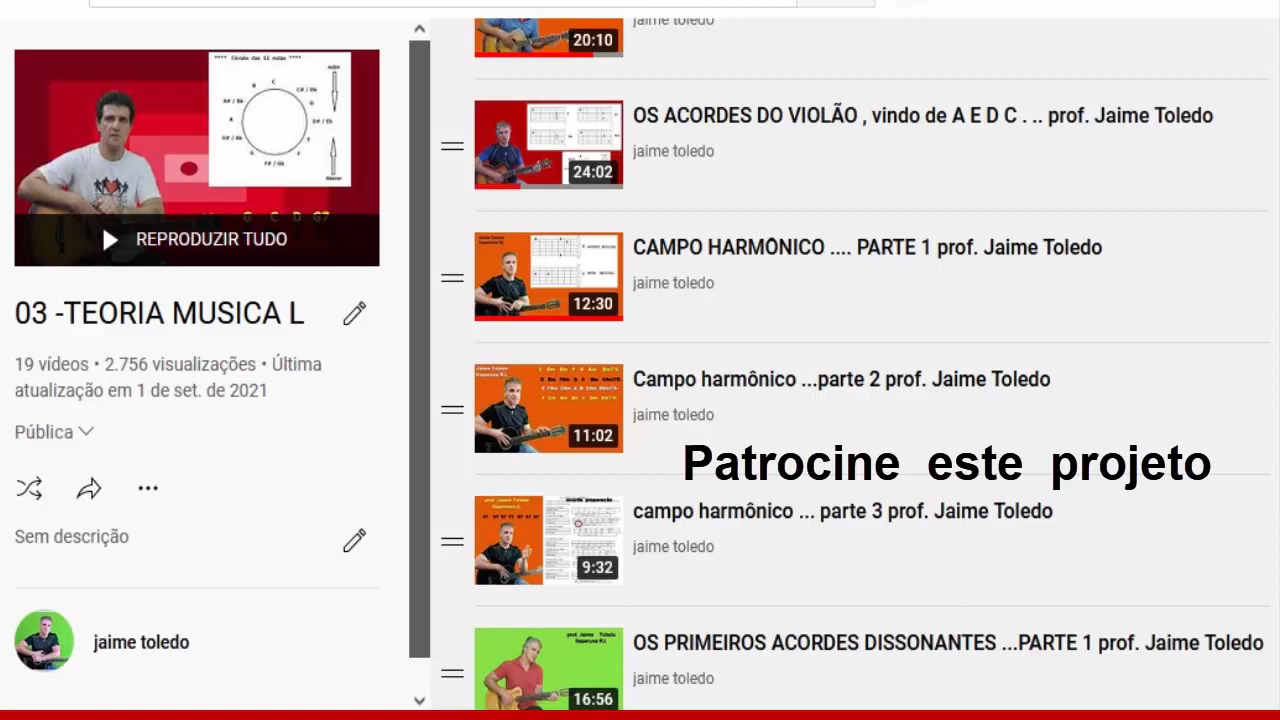 REPRODUZIR TUDO
03 -TEORIA MUSICA L
19 vídeos • 2.756 visualizações • Última
atualização em 1 de set. de 2021
Pública
Sem descrição
jaime toledo
jaime toledo
20:10
OS ACORDES DO VIOLÃO , vindo de A E D C . .. prof. Jaime Toledo
jaime toledo
24:02
CAMPO HARMÔNICO .... PARTE 1 prof. Jaime Toledo
jaime toledo
12:30
Campo harmônico ...parte 2 prof. Jaime Toledo
jaime toledo
11:02
Patrocine este projeto
campo harmônico ... parte 3 prof. Jaime Toledo
jaime toledo
9:32
OS PRIMEIROS ACORDES DISSONANTES ...PARTE 1 prof. Jaime Toledo
jaime toledo
16:56